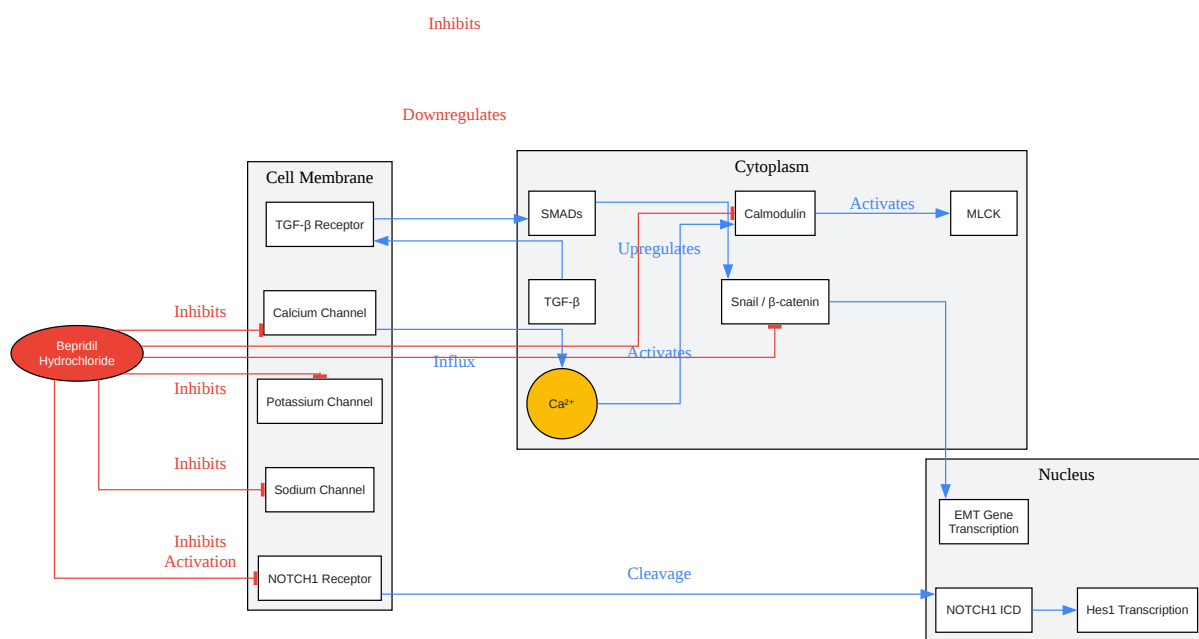 Inhibits
Downregulates
Cell Membrane
TGF-β Receptor
Calcium Channel
Potassium Channel
Sodium Channel
NOTCH1 Receptor
Bepridil
Hydrochloride
Inhibits
Inhibits
Inhibits
Inhibits
Activation
Influx
Cytoplasm
SMADs
Calmodulin
Activates
MLCK
Upregulates
TGF-β
Snail / β-catenin
Activates
Ca²⁺
Nucleus
EMT Gene
Transcription
Cleavage
NOTCH1 ICD
Hes1 Transcription